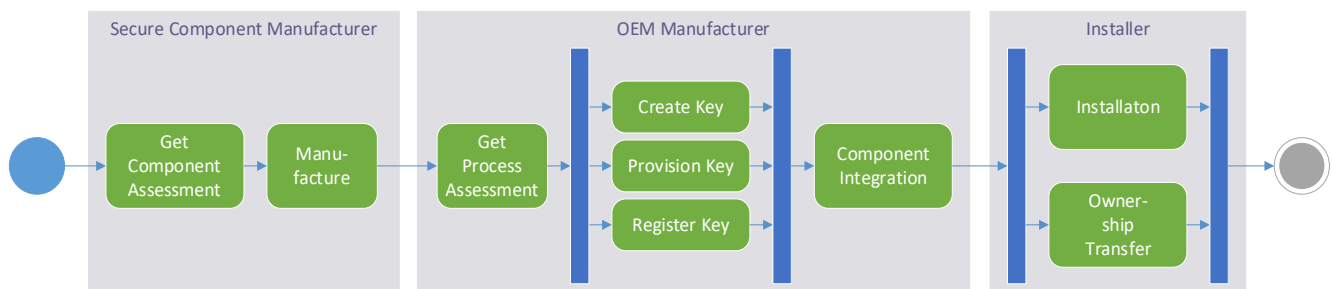 Secure Component Manufacturer
OEM Manufacturer
Installer
Get
Component
Assessment
Manu-
facture
Get
Process
Assessment
Create Key
Provision Key
Register Key
Component
Integration
Installaton
Owner-
ship
Transfer